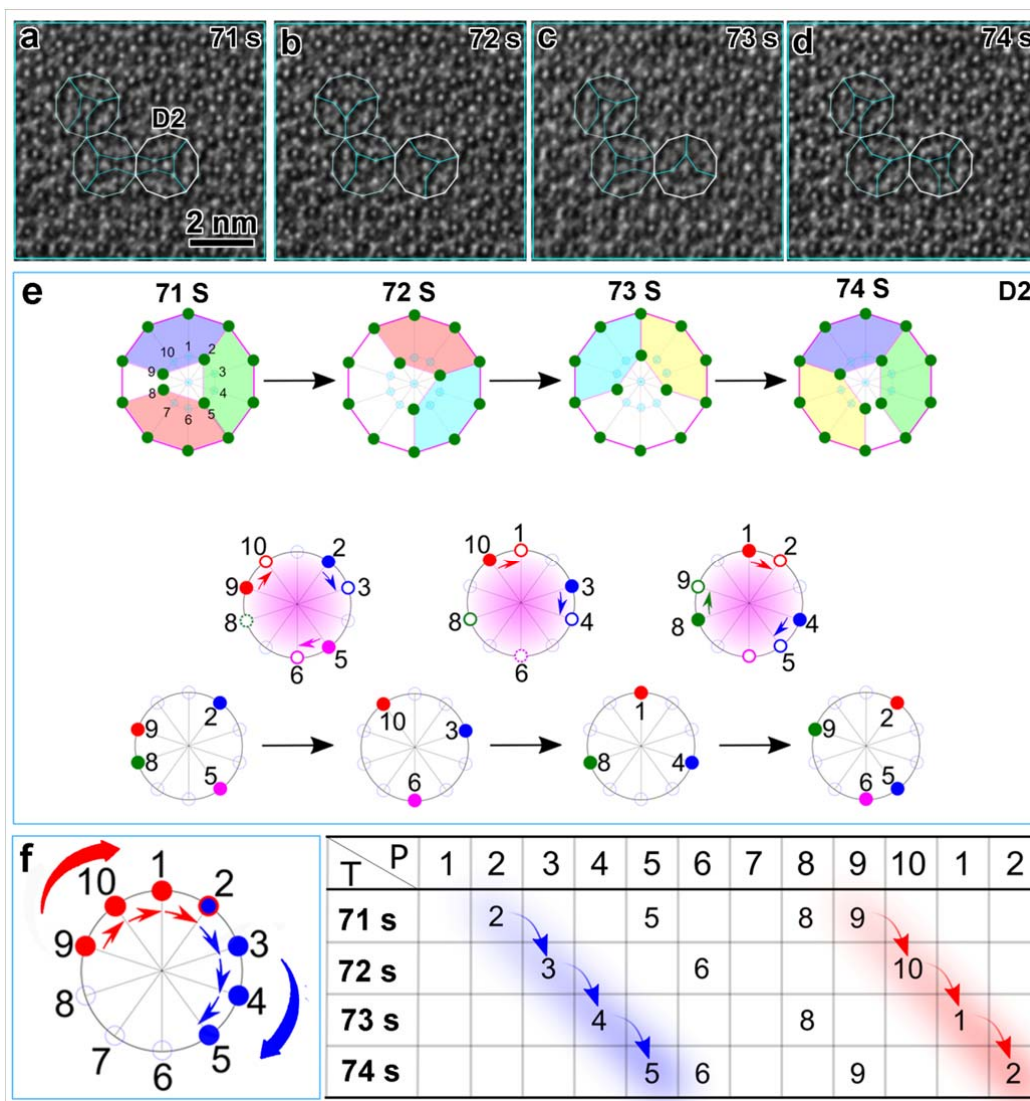 a 71 s b 72 s c 73 s d 74 s
D2
2 nm
e 71 S 72 S 73 S 74 S D2
10 1 2
9 3
8 4
7 6 5
10 2 10 1 1 2
9 3 3 9
8 8 4 8 4
6 5 6 5
9 2 10 3 1 9 2
8 5 6 8 4 6 5
f
10 1 2
9 3
8 4
7 6 5
T P 1 2 3 4 5 6 7 8 9 10 1 2
71 s 2 5 8 9
72 s 3 6 10
73 s 4 8 1
74 s 5 6 9 2